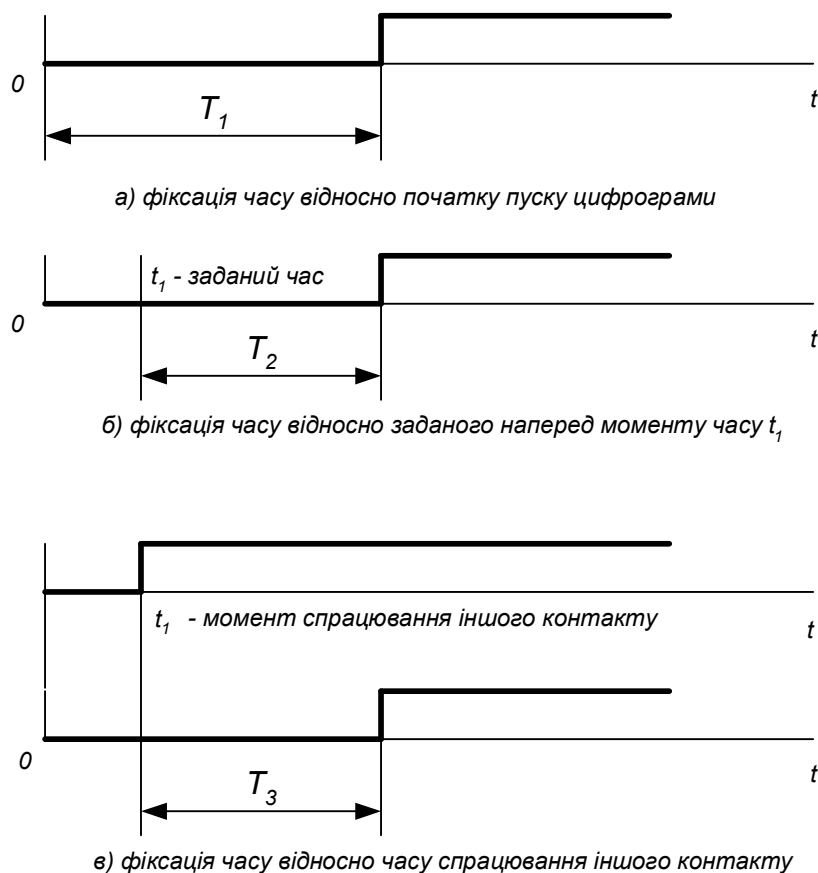 0
t
T1
а) фіксація часу відносно початку пуску цифрограми
t1 - заданий час
0
t
T2
б) фіксація часу відносно заданого наперед моменту часу t1
t1 - момент спрацювання іншого контакту
t
0
t
T3
в) фіксація часу відносно часу спрацювання іншого контакту